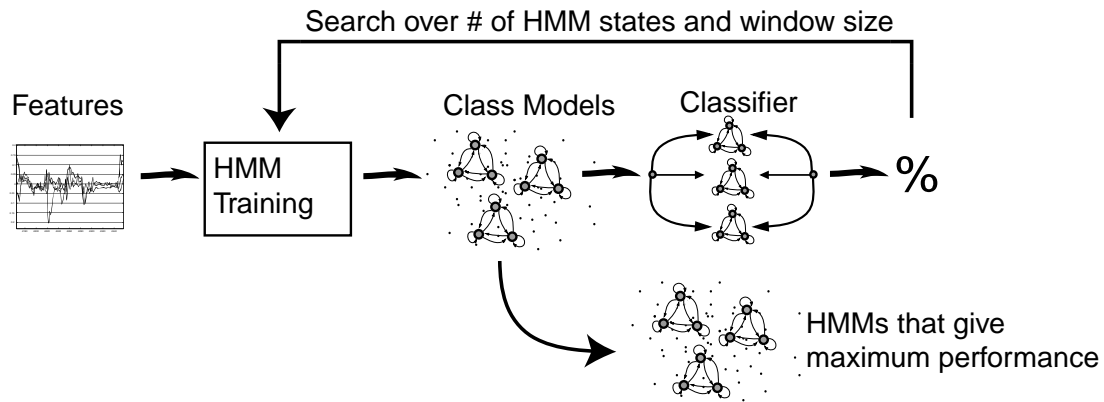 Search over # of HMM states and window size
Features
Class Models
Classifier
HMM
Training
%
HMMs that give
maximum performance